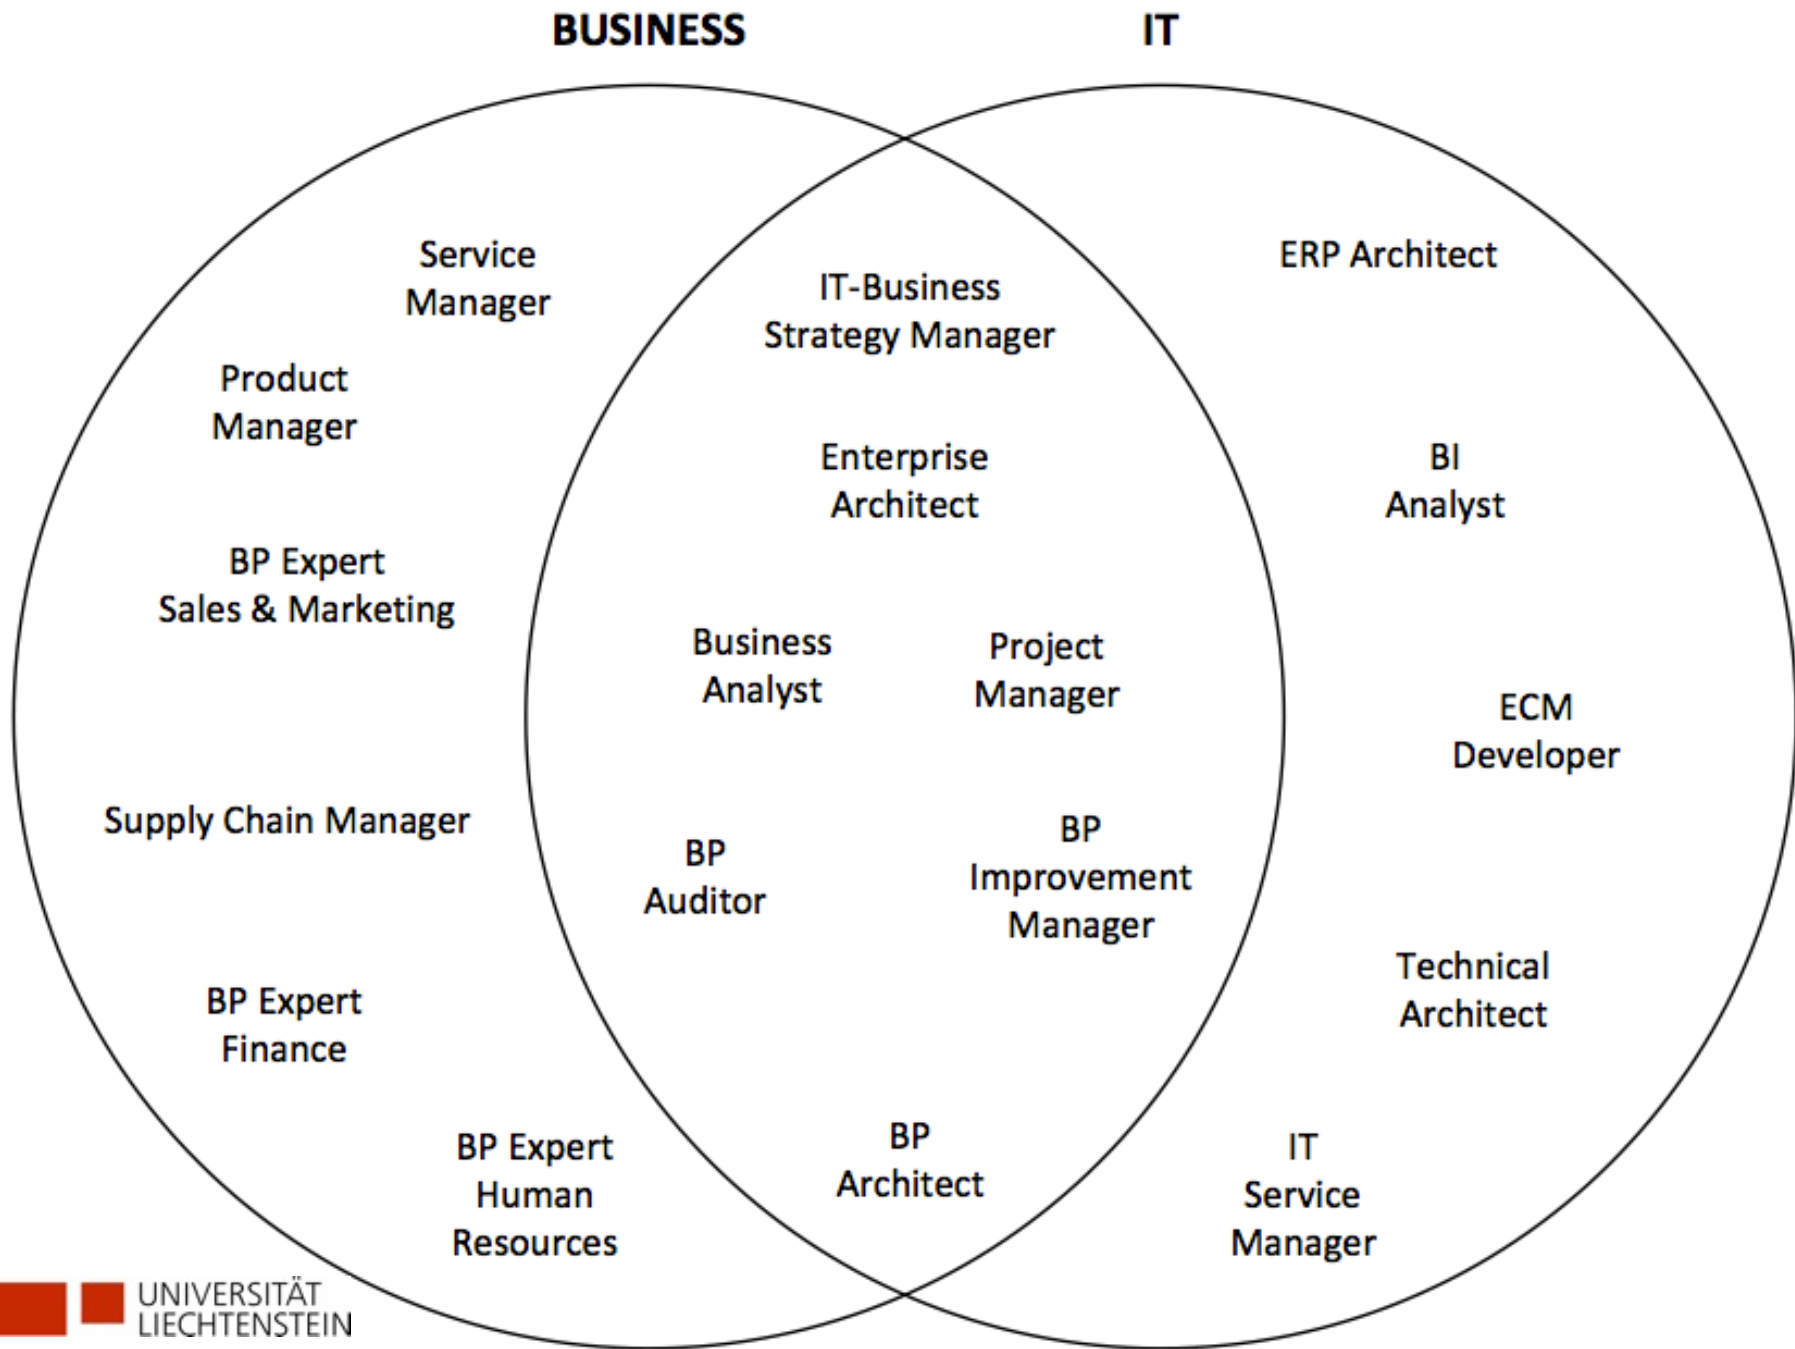 BUSINESS
IT
Service
Manager
Product
Manager
BP Expert
Sales & Marketing
Supply Chain Manager
BP Expert
Finance
BP Expert
Human
Resources
IT-Business
Strategy Manager
Enterprise
Architect
Business
Analyst
Project
Manager
BP
Auditor
BP
Improvement
Manager
BP
Architect
ERP Architect
BI
Analyst
ECM
Developer
Technical
Architect
IT
Service
Manager
UNIVERSITÄT
LIECHTENSTEIN